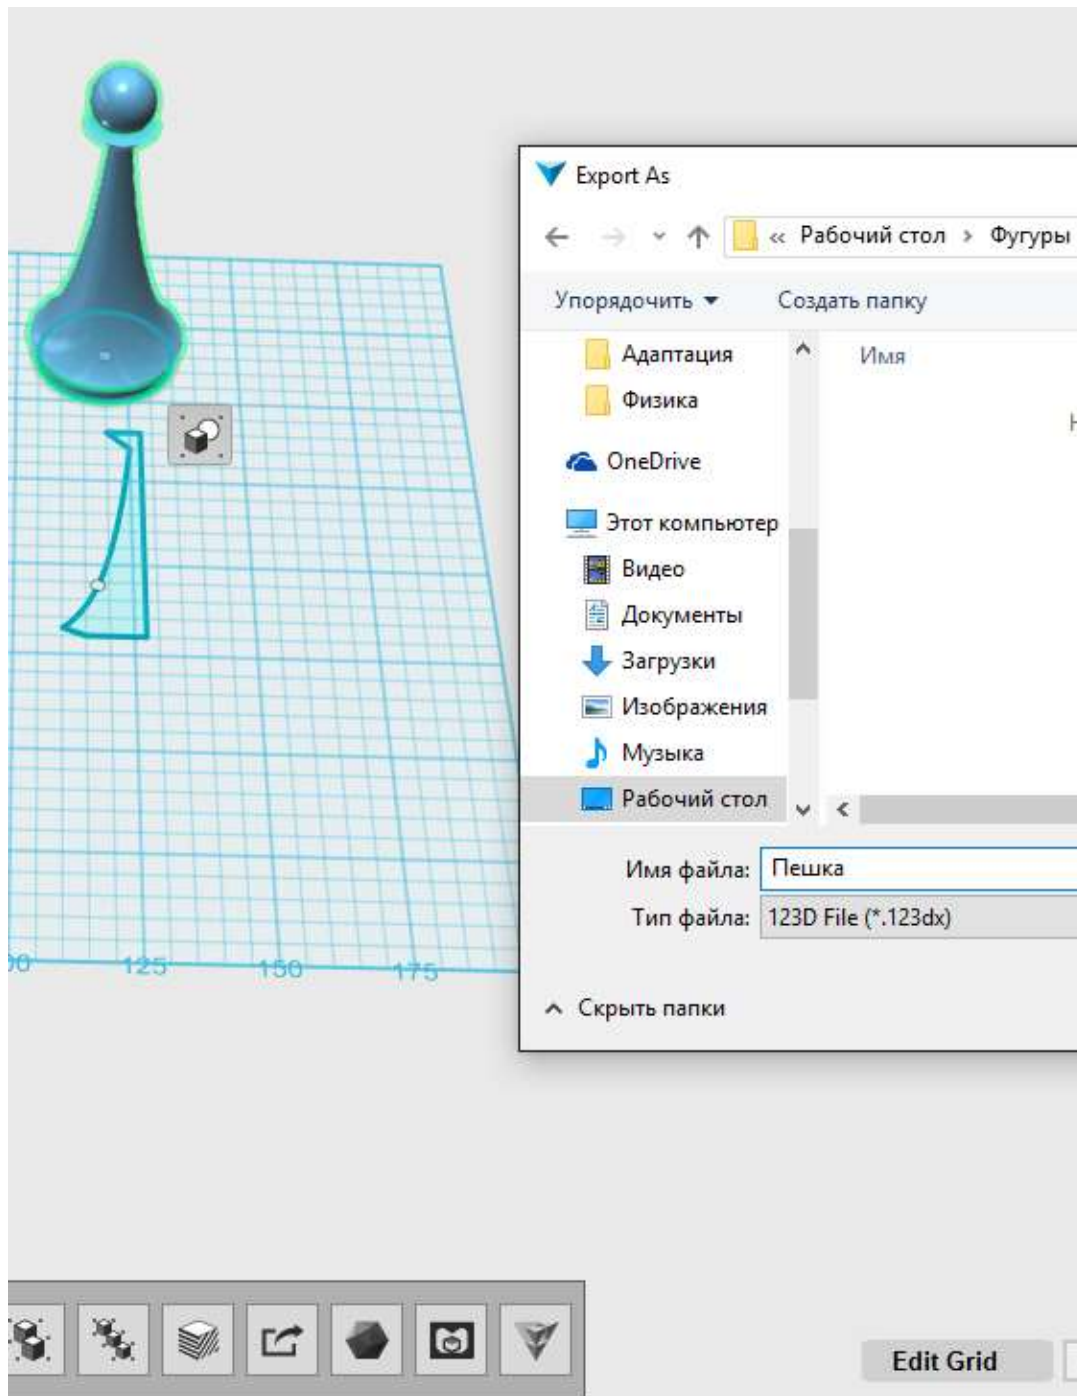 Export As
« Рабочий стол > Фугуры
Упорядочить Создать папку
Адаптация
Имя
Физика
OneDrive
Этот компьютер
Видео
Документы
Загрузки
Изображения
Музыка
Рабочий стол
Имя файла: Пешка
Тип файла: 123D File (*.123dx)
125 150 175
Скрыть папки
Edit Grid